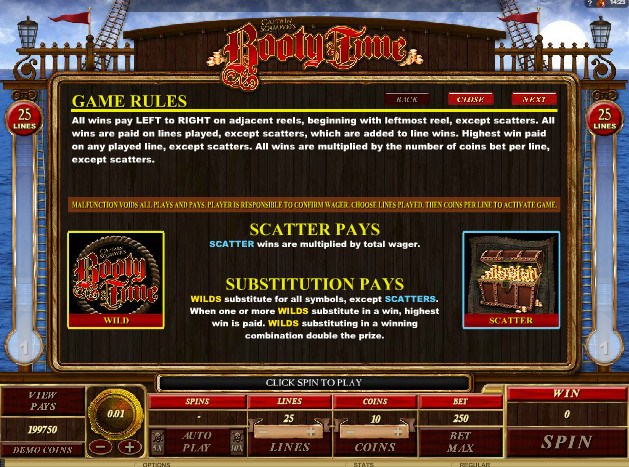 14:23
CAPTAIN
SCAWVEE'S
Booty Time
GAME RULES
BACK
CLOSE
NEXT
All wins pay LEFT to RIGHT on adjacent reels, beginning with leftmost reel, except scatters. All
wins are paid on lines played, except scatters, which are added to line wins. Highest win paid
on any played line, except scatters. All wins are multiplied by the number of coins bet per line,
except scatters.
25
LINES
25
LINES
MALFUNCTION VOIDS ALL PLAYS AND PAYS. PLAYER IS RESPONSIBLE TO CONFIRM WAGER. CHOOSE LINES PLAYED, THEN COINS PER LINE TO ACTIVATE GAME.
SCATTER PAYS
SCATTER wins are multiplied by total wager.
Booty
Time
WILD
SUBSTITUTION PAYS
WILDS substitute for all symbols, except SCATTERS.
When one or more WILDS substitute in a win, highest
win is paid. WILDS substituting in a winning
combination double the prize.
SCATTER
1
1
CLICK SPIN TO PLAY
VIEW
PAYS
199750
DEMO COINS
0.01
SPINS
-
5X
AUTO
PLAY
10X
LINES
25
LINES
COINS
10
COINS
BET
250
BET
MAX
WIN
0
SPIN
OPTIONS
STATS
REGULAR